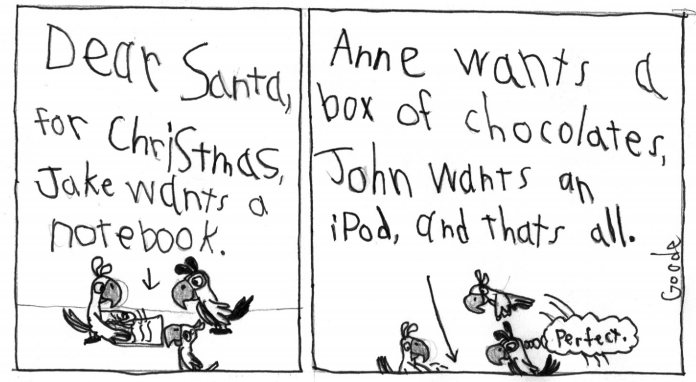 Dear Santa,
for Christmas,
Jake wants a
notebook.
Anne wants a
box of chocolates,
John wants an
iPod, and thats all.
Perfect.